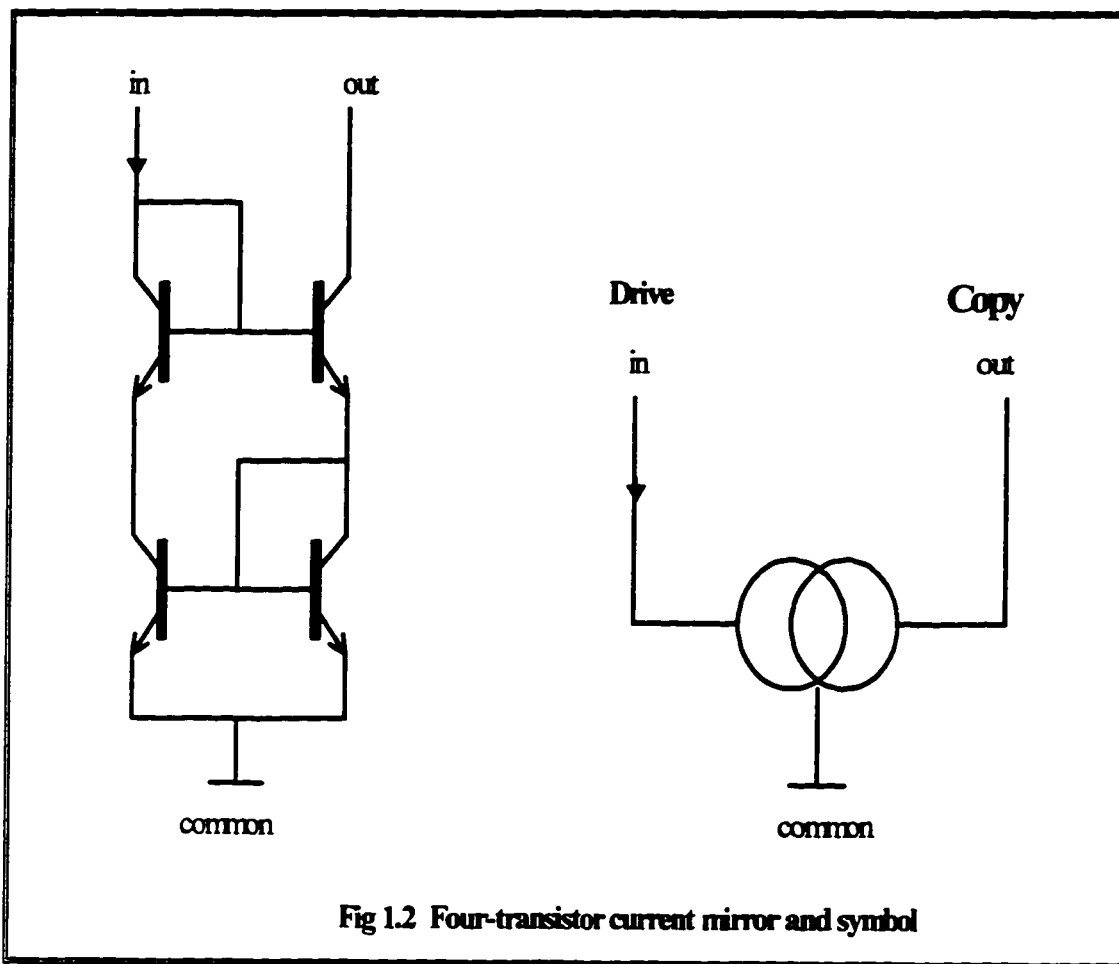 in out
Drive Copy
in out
common
common
Fig 1.2 Four-transistor current mirror and symbol